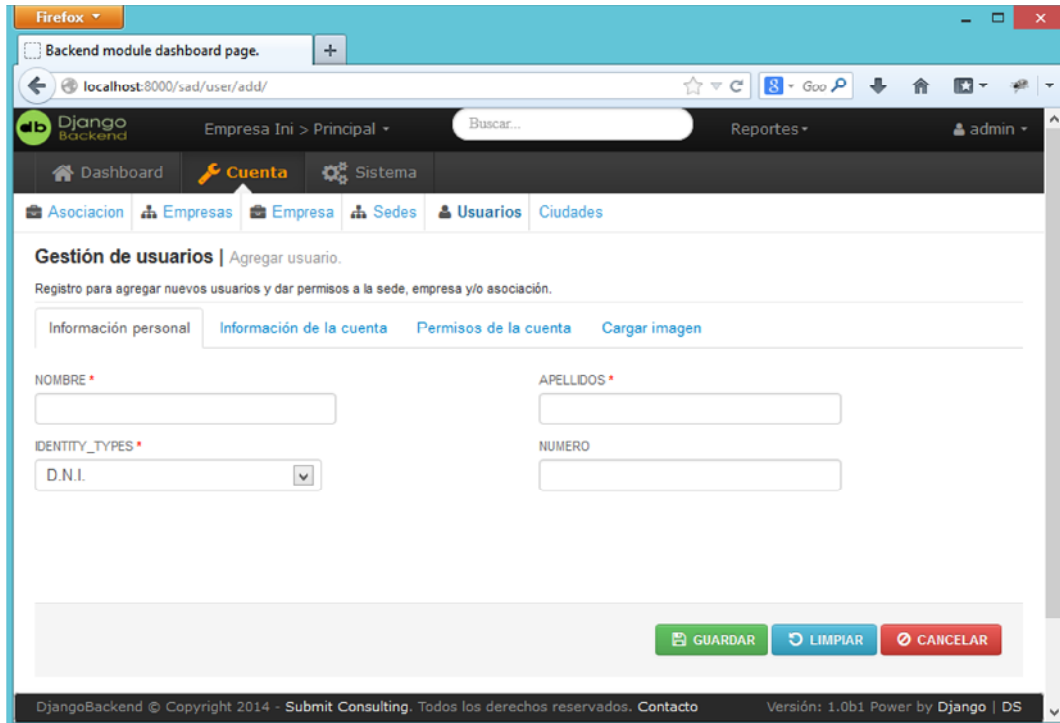 Firefox
Backend module dashboard page.
localhost:8000/sad/user/add/
Goo
Django
Backend
Empresa Ini > Principal
Buscar...
Reportes
admin
Dashboard
Cuenta
Sistema
Asociacion
Empresas
Empresa
Sedes
Usuarios
Ciudades
Gestión de usuarios | Agregar usuario.
Registro para agregar nuevos usuarios y dar permisos a la sede, empresa y/o asociación.
Información personal
Información de la cuenta
Permisos de la cuenta
Cargar imagen
NOMBRE *
APELLIDOS *
IDENTITY_TYPES *
NUMERO
D.N.I.
GUARDAR
LIMPIAR
CANCELAR
DjangoBackend © Copyright 2014 - Submit Consulting. Todos los derechos reservados. Contacto
Versión: 1.0b1 Power by Django | DS